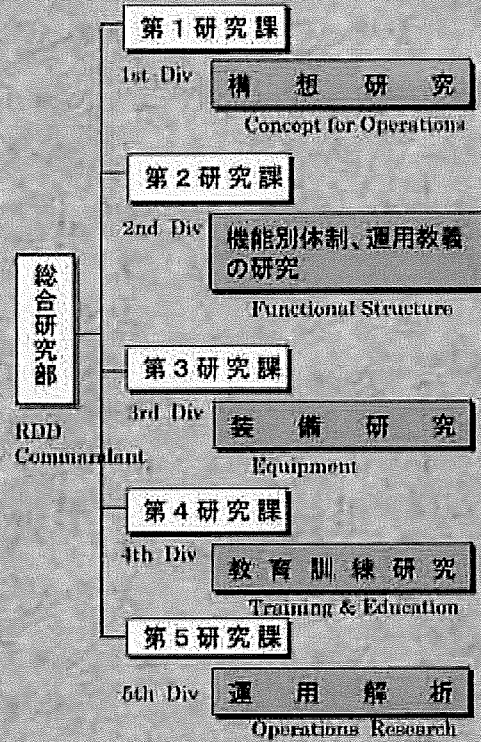 第1研究課
1st Div
構想研究
Concept for Operations
第2研究課
2nd Div
機能別体制、運用教義
の研究
Functional Structure
総合研究部
RDD
Commandant
第3研究課
3rd Div
装備研究
Equipment
第4研究課
4th Div
教育訓練研究
Training & Education
第5研究課
5th Div
運用解析
Operations Research